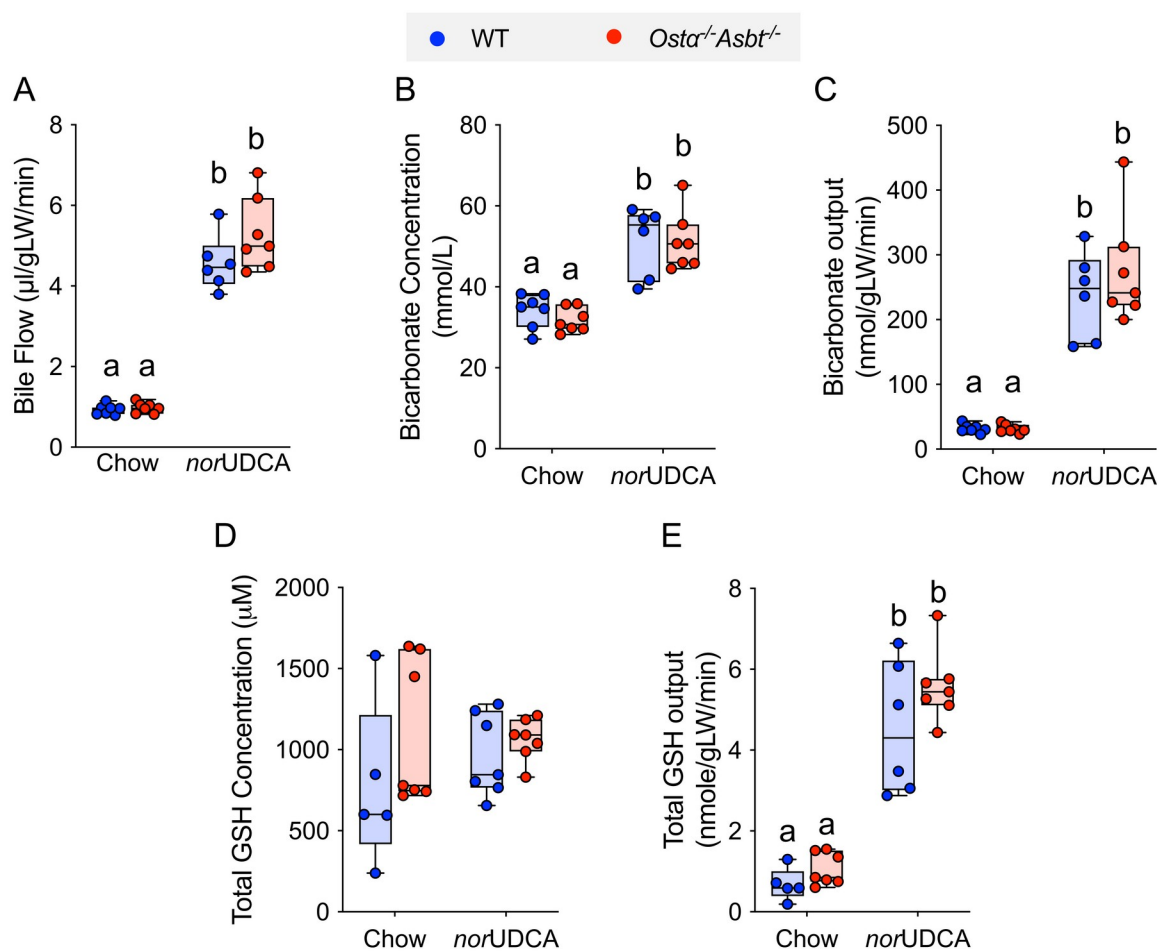 WT Ostα-/-Asbt-/-
A
Bile Flow (μl/gLW/min)
8
6
4
2
0
a a
b b
Chow norUDCA
B
Bicarbonate Concentration
(mmol/L)
80
60
40
20
0
a a
b b
Chow norUDCA
C
Bicarbonate output
(nmol/gLW/min)
500
400
300
200
100
0
a a
b b
Chow norUDCA
D
Total GSH Concentration (μM)
2000
1500
1000
500
0
Chow norUDCA
E
Total GSH output
(nmole/gLW/min)
8
6
4
2
0
a a
b b
Chow norUDCA